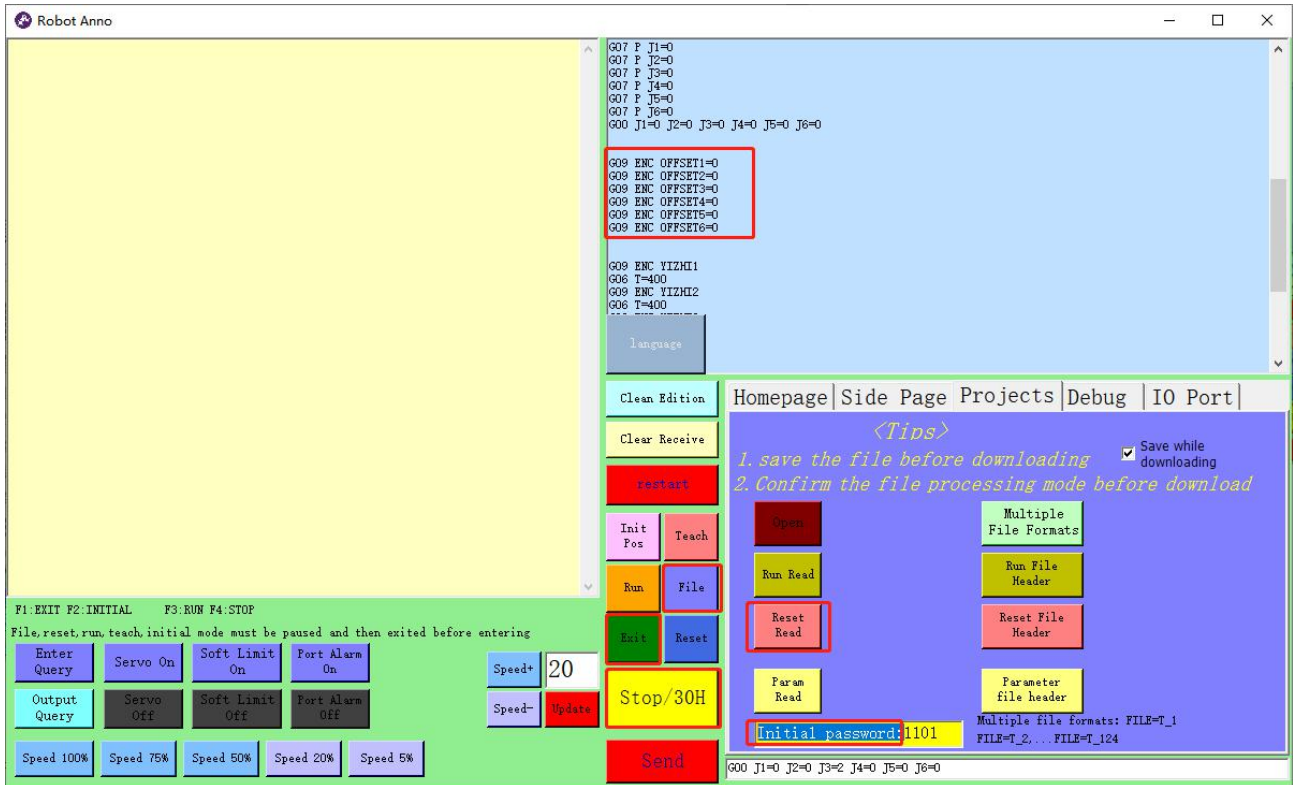 Robot Anno
G07 P J1=0
G07 P J2=0
G07 P J3=0
G07 P J4=0
G07 P J5=0
G07 P J6=0
G00 J1=0 J2=0 J3=0 J4=0 J5=0 J6=0
G09 ENC OFFSET1=0
G09 ENC OFFSET2=0
G09 ENC OFFSET3=0
G09 ENC OFFSET4=0
G09 ENC OFFSET5=0
G09 ENC OFFSET6=0
G09 ENC YIZHI1
G06 T=400
G09 ENC YIZHI2
G06 T=400
language
Clean Edition
Clear Receive
restart
Init
Pos
Teach
Run
File
Exit
Reset
Stop/30H
Send
F1:EXIT F2:INITIAL F3:RUN F4:STOP
File,reset,run,teach,initial mode must be paused and then exited before entering
Enter
Query
Servo On
Soft Limit
On
Port Alarm
On
Output
Query
Servo
Off
Soft Limit
Off
Port Alarm
Off
Speed+
20
Speed-
Update
Speed 100%
Speed 75%
Speed 50%
Speed 20%
Speed 5%
Homepage
Side Page
Projects
Debug
IO Port
<Tips>
1.save the file before downloading
2.Confirm the file processing mode before download
Save while
downloading
Open
Multiple
File Formats
Run Read
Run File
Header
Reset
Read
Reset File
Header
Param
Read
Parameter
file header
Initial password:1101
Multiple file formats: FILE=T_1
FILE=T_2,...FILE=T_124
G00 J1=0 J2=0 J3=2 J4=0 J5=0 J6=0